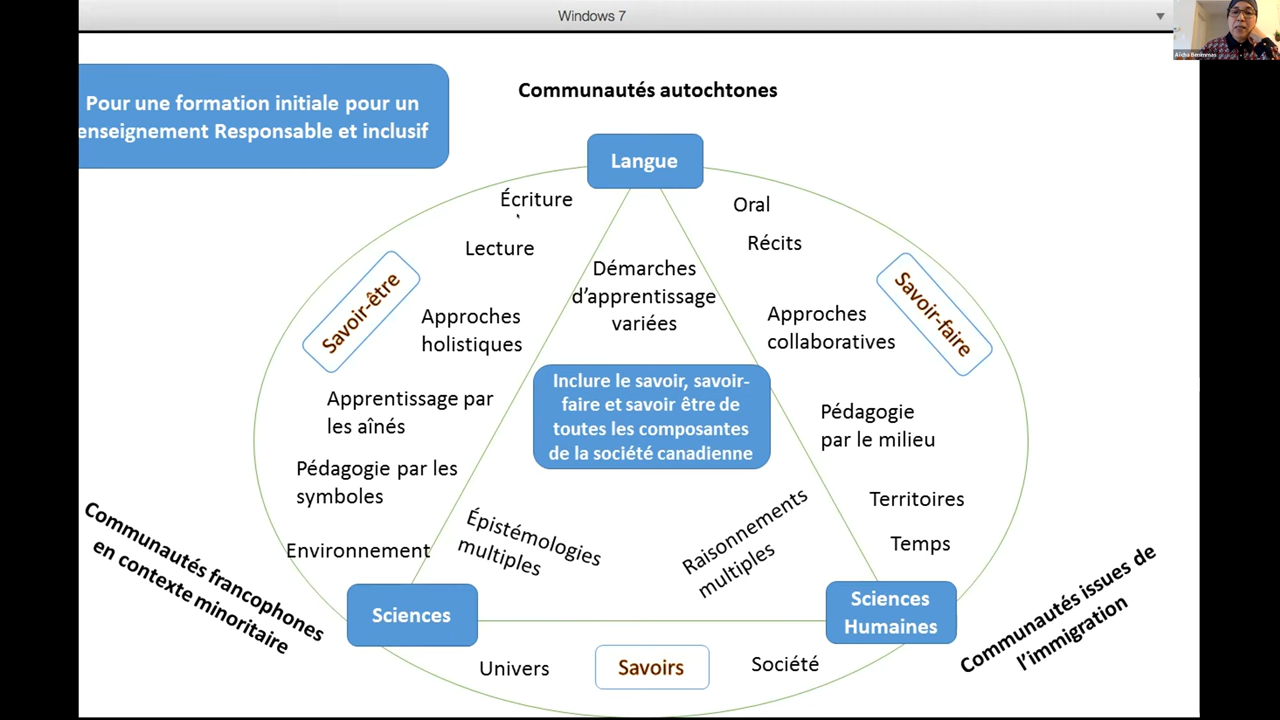 Windows 7
Aïcha Benimmas
Pour une formation initiale pour un
enseignement Responsable et inclusif
Communautés autochtones
Langue
Écriture
Oral
Lecture
Récits
Démarches
d’apprentissage
variées
Savoir-être
Savoir-faire
Approches
holistiques
Approches
collaboratives
Inclure le savoir, savoir-
faire et savoir être de
toutes les composantes
de la société canadienne
Apprentissage par
les aînés
Pédagogie
par le milieu
Pédagogie par les
symboles
Territoires
Environnement
Temps
Épistémologies
multiples
Raisonnements
multiples
Communautés francophones
en contexte minoritaire
Communautés issues de
l’immigration
Sciences
Sciences
Humaines
Univers
Savoirs
Société